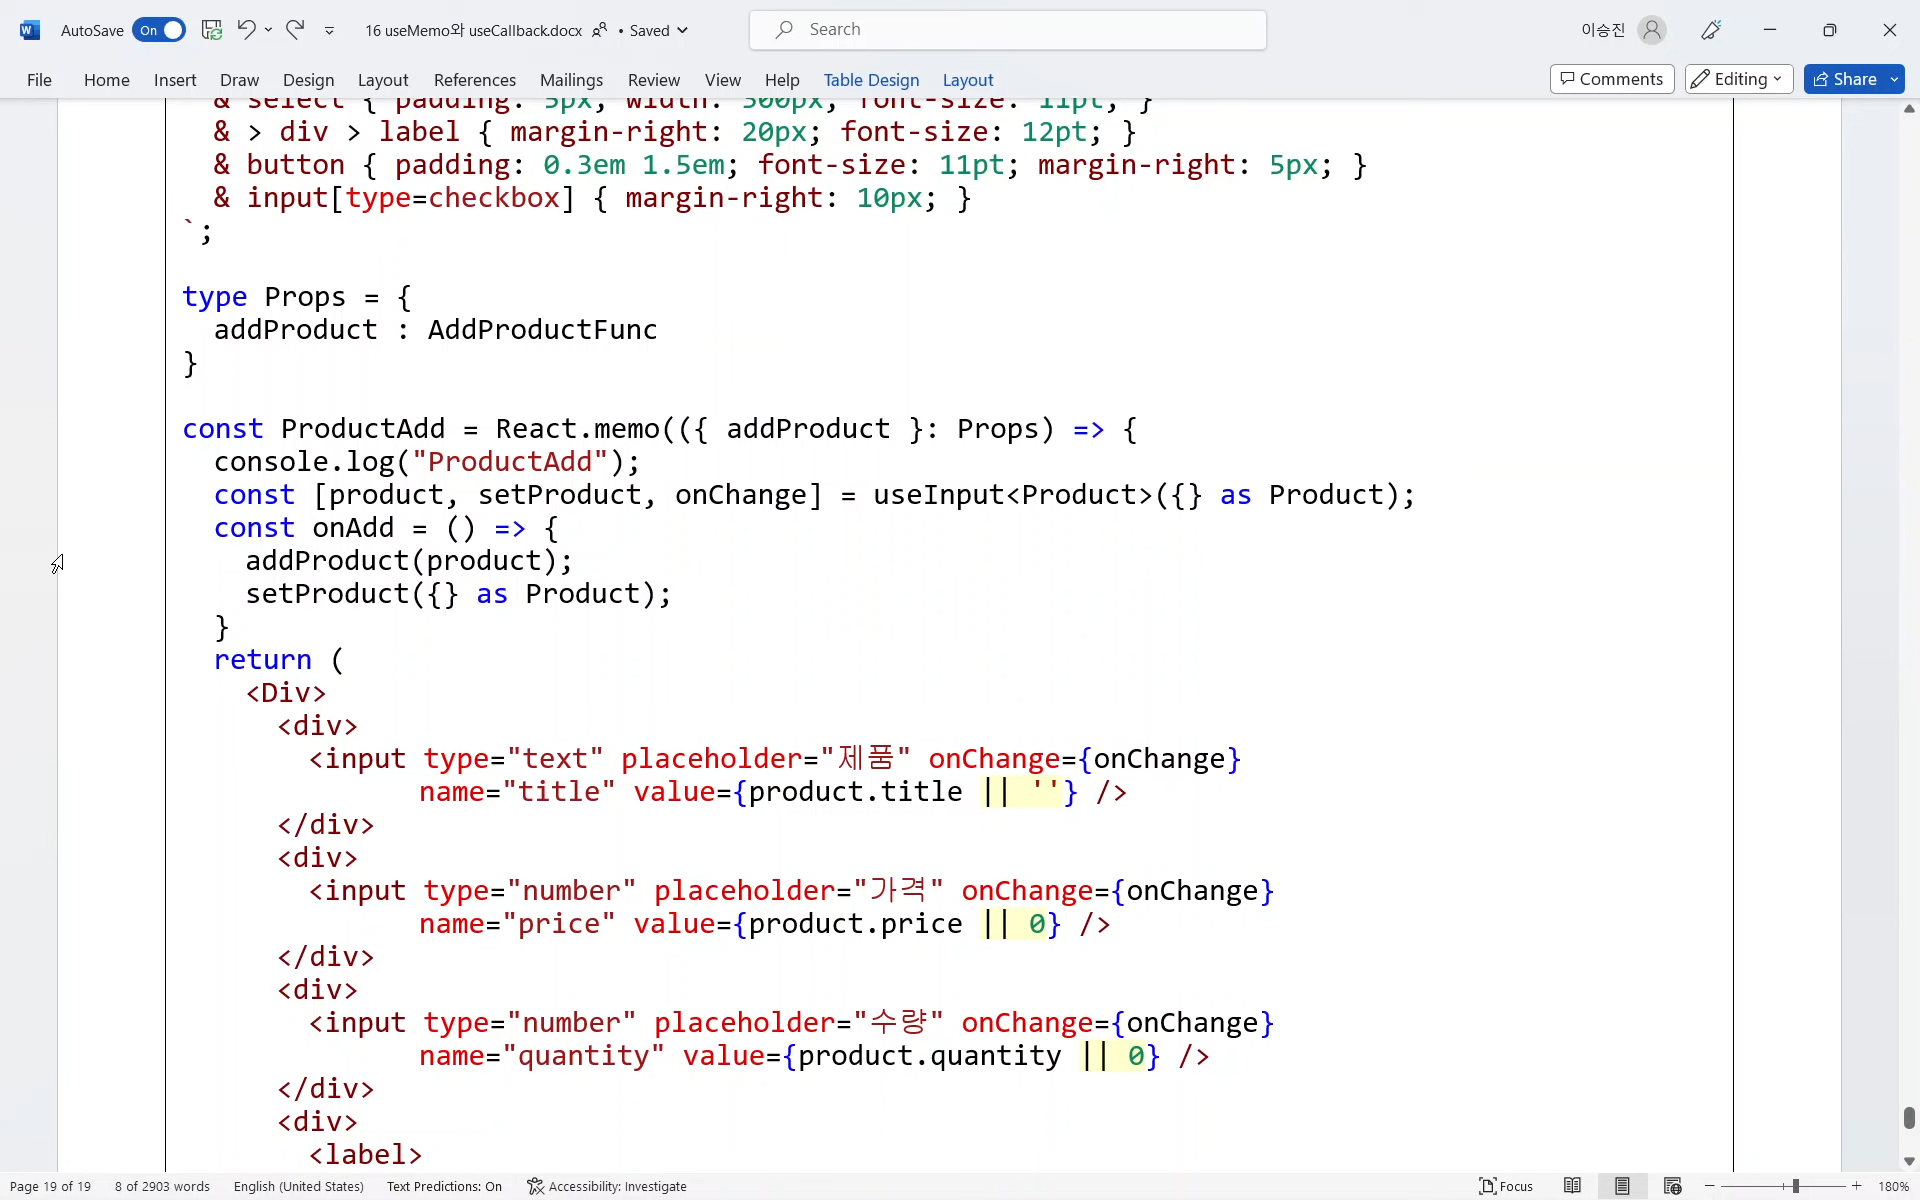 AutoSave On 16 useMemo와 useCallback.docx • Saved Search 이승진
File Home Insert Draw Design Layout References Mailings Review View Help Table Design Layout Comments Editing Share
& select { padding: 5px; width: 300px; font-size: 11pt; }
& > div > label { margin-right: 20px; font-size: 12pt; }
& button { padding: 0.3em 1.5em; font-size: 11pt; margin-right: 5px; }
& input[type=checkbox] { margin-right: 10px; }
`;
type Props = {
addProduct : AddProductFunc
}
const ProductAdd = React.memo(({ addProduct }: Props) => {
console.log("ProductAdd");
const [product, setProduct, onChange] = useInput<Product>({} as Product);
const onAdd = () => {
addProduct(product);
setProduct({} as Product);
}
return (
<Div>
<div>
<input type="text" placeholder="제품" onChange={onChange}
name="title" value={product.title || ''} />
</div>
<div>
<input type="number" placeholder="가격" onChange={onChange}
name="price" value={product.price || 0} />
</div>
<div>
<input type="number" placeholder="수량" onChange={onChange}
name="quantity" value={product.quantity || 0} />
</div>
<div>
<label>
Page 19 of 19 8 of 2903 words English (United States) Text Predictions: On Accessibility: Investigate Focus 180%